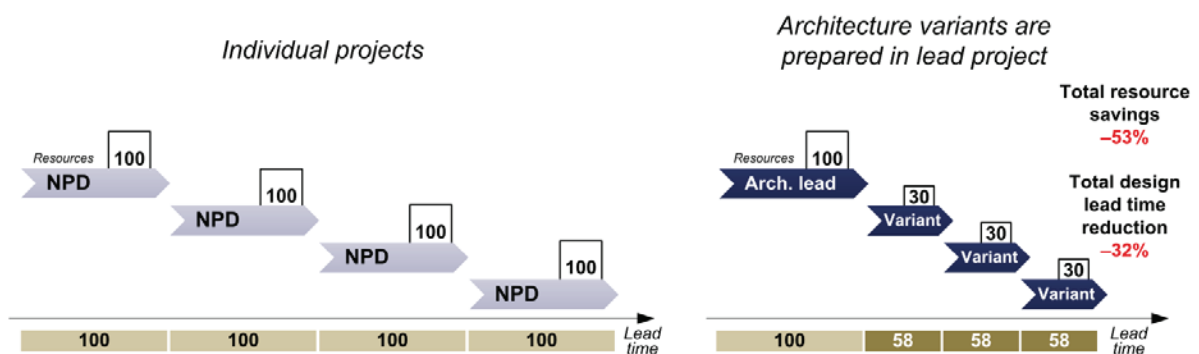 Individual projects
Resources 100
NPD
100
NPD
100
NPD
100
NPD
100 100 100 100 Lead
time
Architecture variants are
prepared in lead project
Total resource
savings
–53%
Resources 100
Arch. lead
Total design
lead time
reduction
–32%
30
Variant
30
Variant
30
Variant
100 58 58 58 Lead
time